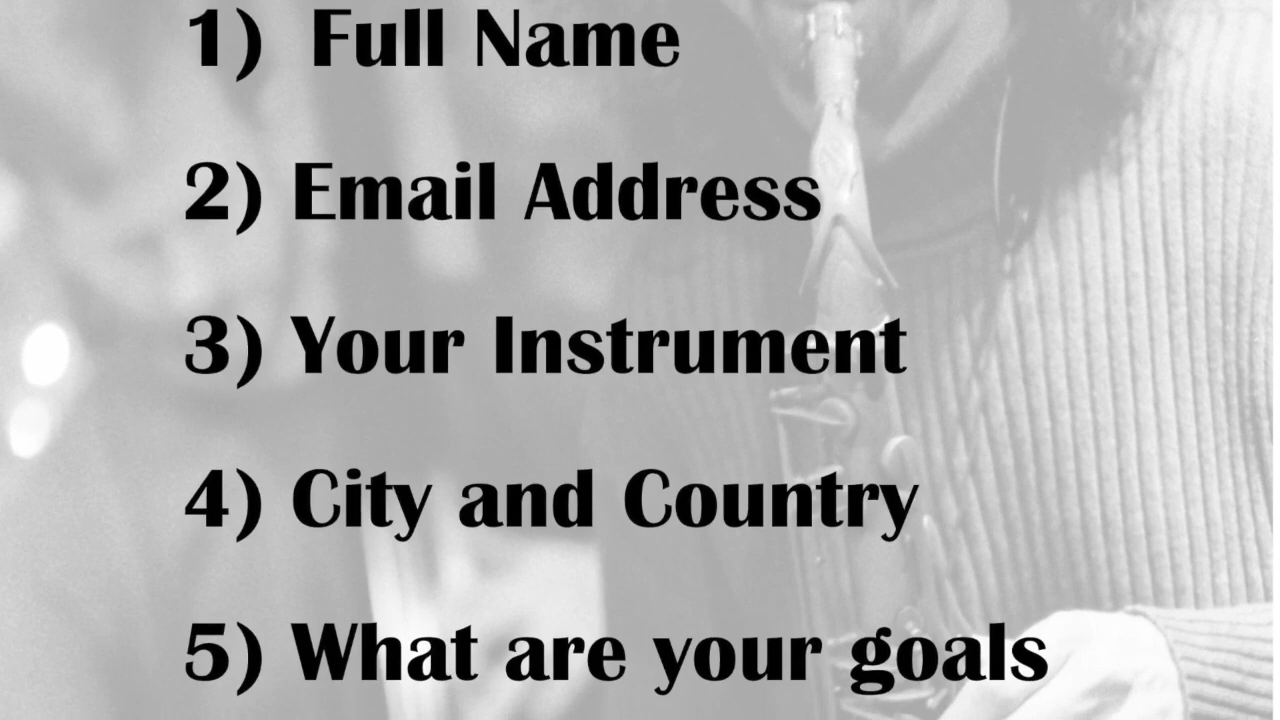 1) Full Name
2) Email Address
3) Your Instrument
4) City and Country
5) What are your goals